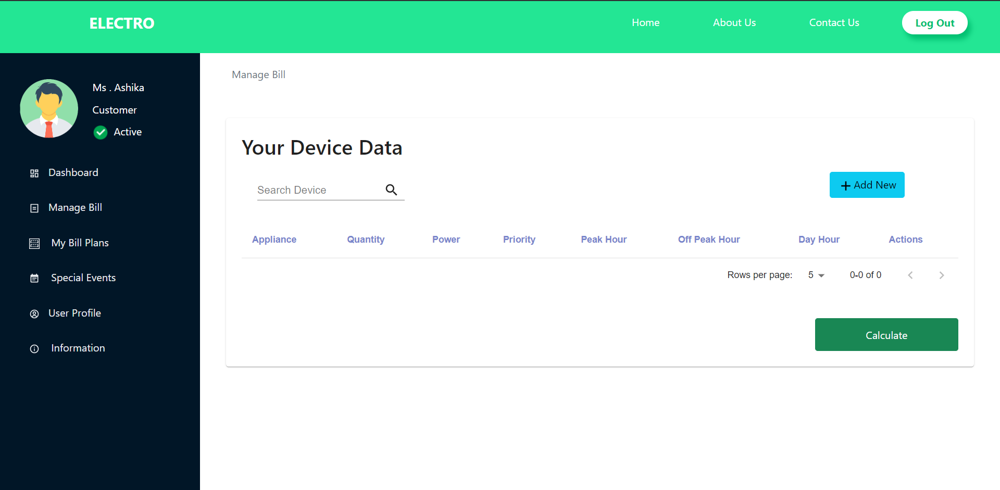 ELECTRO
Home
About Us
Contact Us
Log Out
Ms . Ashika
Customer
Active
Dashboard
Manage Bill
My Bill Plans
Special Events
User Profile
Information
Manage Bill
Your Device Data
Search Device
Add New
Appliance Quantity Power Priority Peak Hour Off Peak Hour Day Hour Actions
Rows per page: 5 0-0 of 0
Calculate